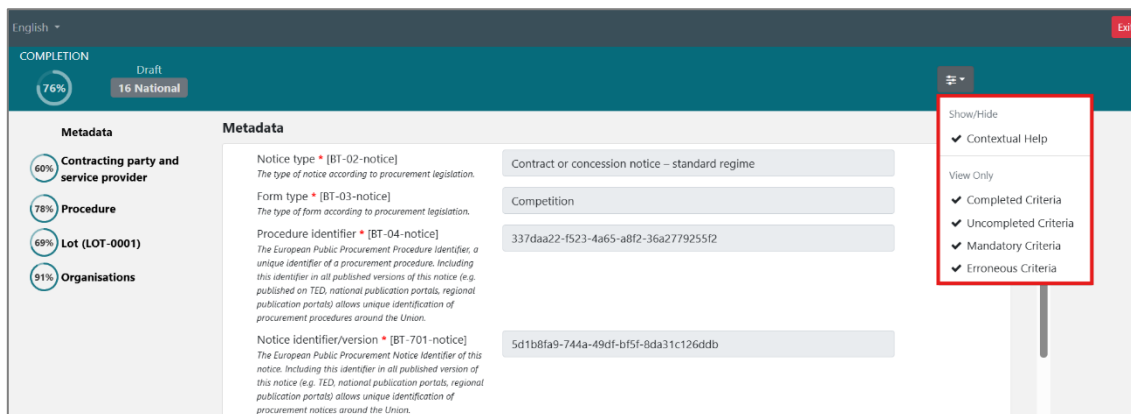 English
Exit
COMPLETION
76%
Draft
16 National
Show/Hide
Contextual Help
View Only
Completed Criteria
Uncompleted Criteria
Mandatory Criteria
Erroneous Criteria
Metadata
60% Contracting party and
service provider
78% Procedure
69% Lot (LOT-0001)
91% Organisations
Metadata
Notice type * [BT-02-notice]
The type of notice according to procurement legislation.
Contract or concession notice – standard regime
Form type * [BT-03-notice]
The type of form according to procurement legislation.
Competition
Procedure identifier * [BT-04-notice]
The European Public Procurement Procedure Identifier, a
unique identifier of a procurement procedure. Including
this identifier in all published versions of this notice (e.g.
published on TED, national publication portals, regional
publication portals) allows unique identification of
procurement procedures around the Union.
337daa22-f523-4a65-a8f2-36a2779255f2
Notice identifier/version * [BT-701-notice]
The European Public Procurement Notice Identifier of this
notice. Including this identifier in all published version of
this notice (e.g. TED, national publication portals, regional
publication portals) allows unique identification of
procurement notices around the Union.
5d1b8fa9-744a-49df-bf5f-8da31c126ddb